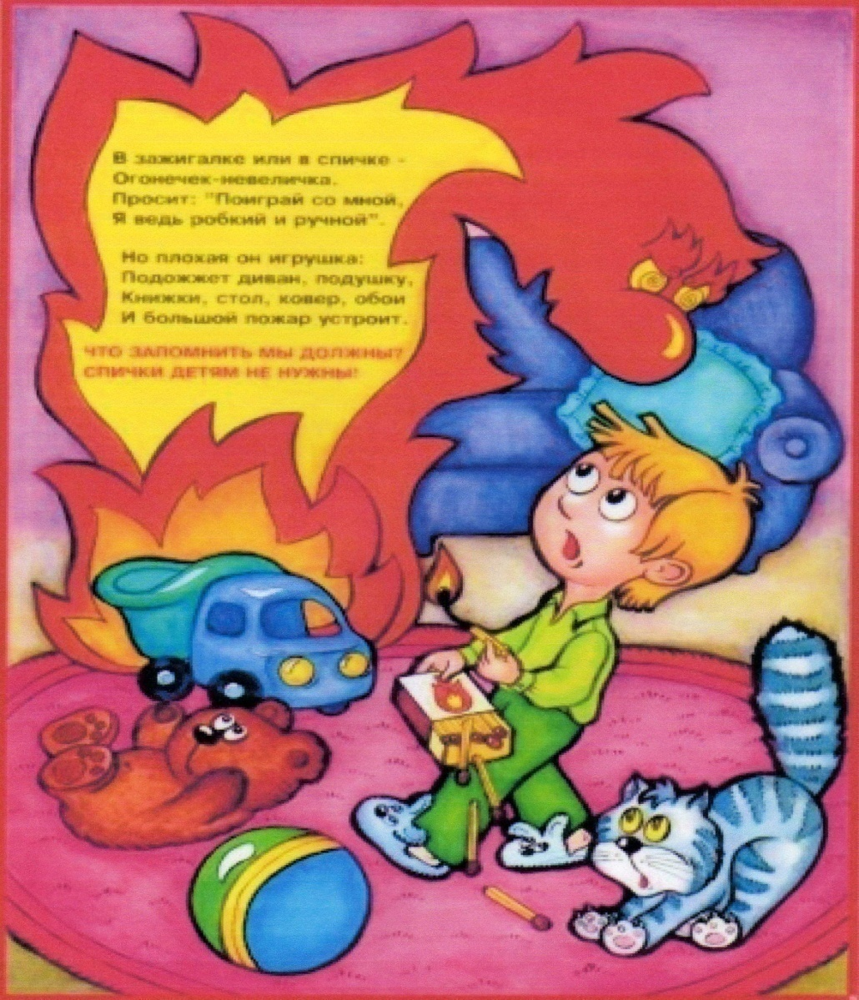 В зажигалке или в спичке -
Огонечек-невеличка.
Просит: "Поиграй со мной,
Я ведь робкий и ручной".
Но плохая он игрушка:
Подожжет диван, подушку,
Книжки, стол, ковер, обои
И большой пожар устроит.
ЧТО ЗАПОМНИТЬ МЫ ДОЛЖНЫ?
СПИЧКИ ДЕТЯМ НЕ НУЖНЫ!